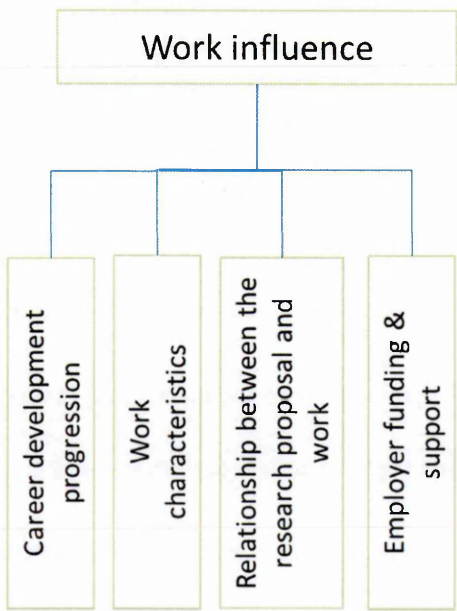 Work influence
Career development
progression
Work
characteristics
Relationship between the
research proposal and
work
Employer funding &
support